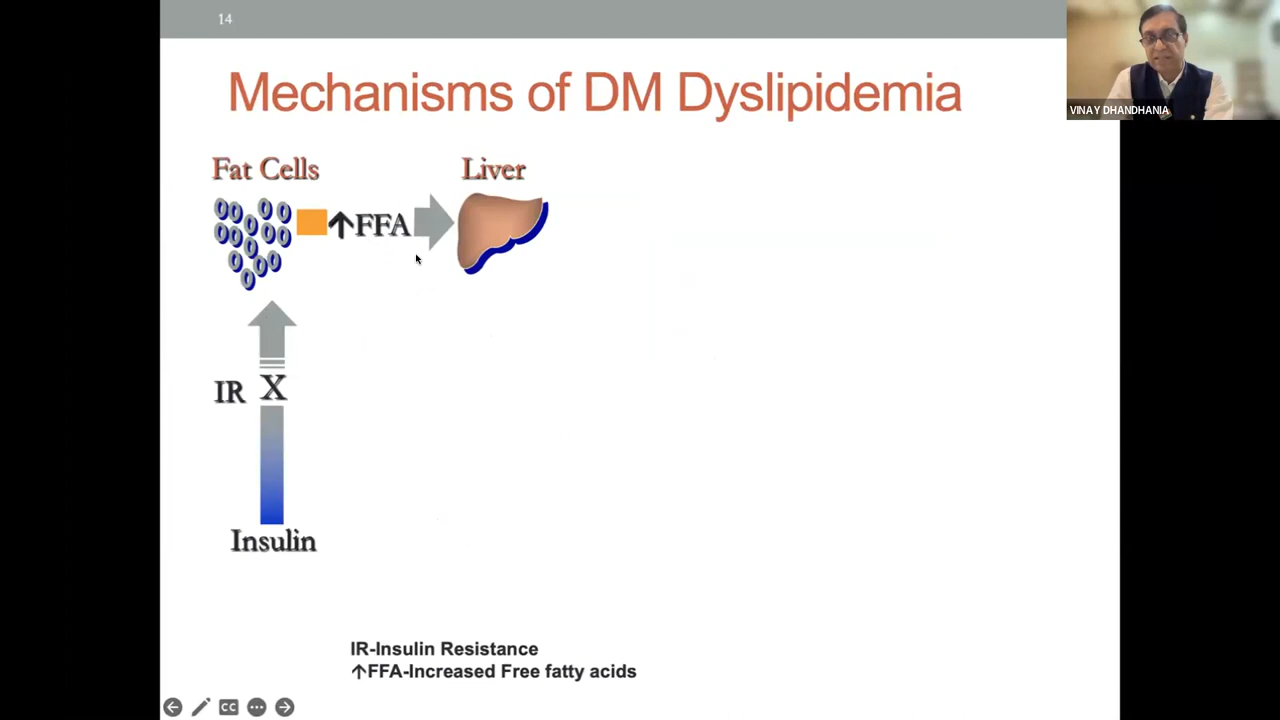 14
VINAY DHANDHANIA
Mechanisms of DM Dyslipidemia
Fat Cells
Liver
↑FFA
IR X
Insulin
IR-Insulin Resistance
↑FFA-Increased Free fatty acids
CC